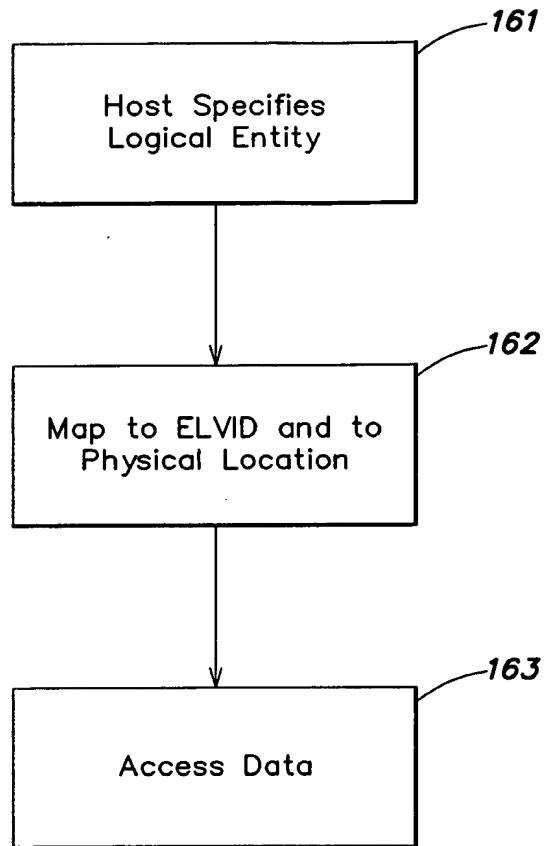 161
Host Specifies
Logical Entity
162
Map to ELVID and to
Physical Location
163
Access Data